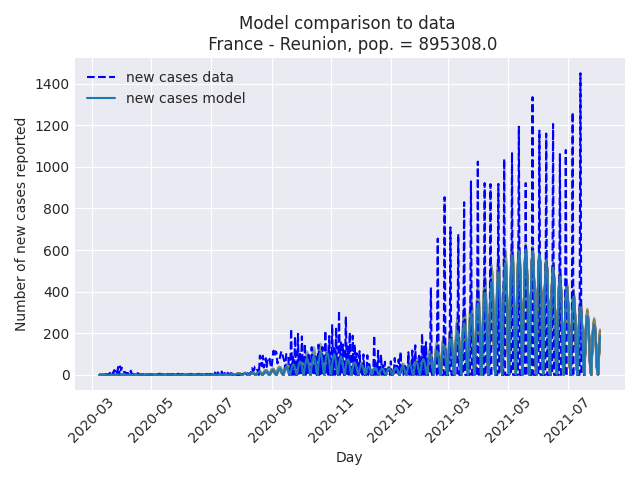 Model comparison to data
France - Reunion, pop. = 895308.0
new cases data
new cases model
Number of new cases reported
1400
1200
1000
800
600
400
200
0
2020-03
2020-05
2020-07
2020-09
2020-11
2021-01
2021-03
2021-05
2021-07
Day